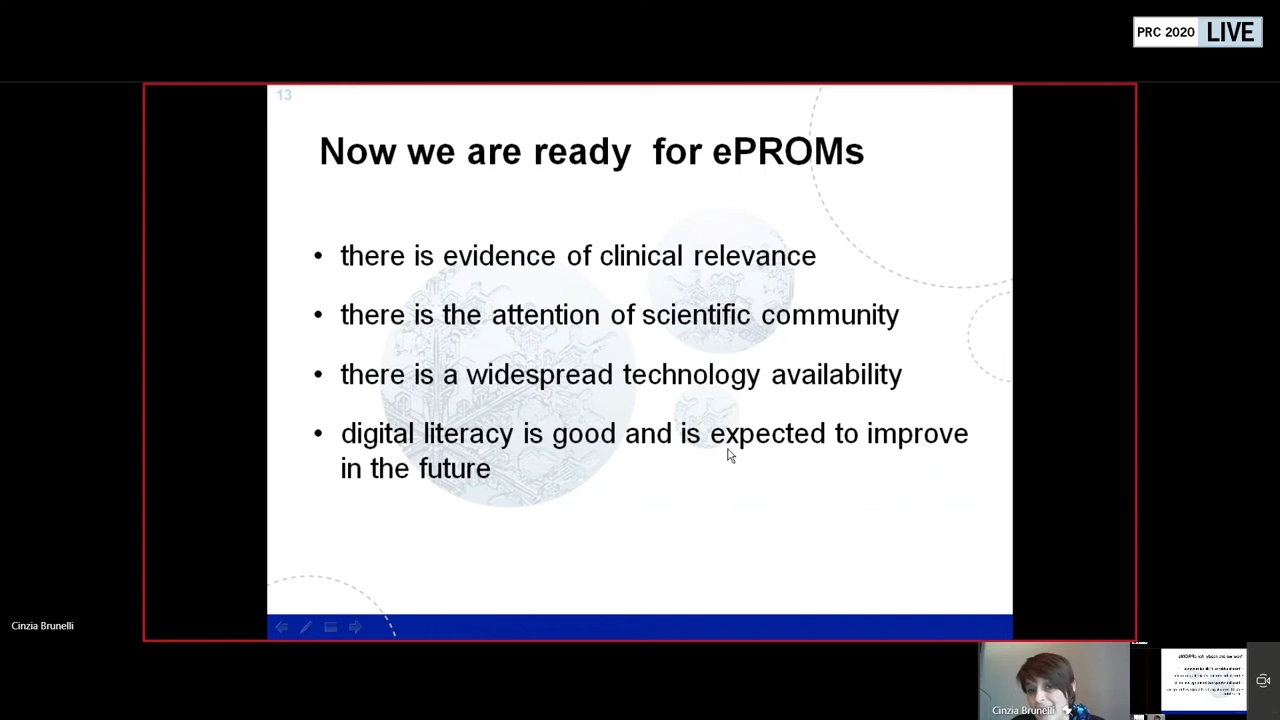 PRC 2020 LIVE
13
Now we are ready for ePROMs
• there is evidence of clinical relevance
• there is the attention of scientific community
• there is a widespread technology availability
• digital literacy is good and is expected to improve
in the future
Cinzia Brunelli
Cinzia Brunelli